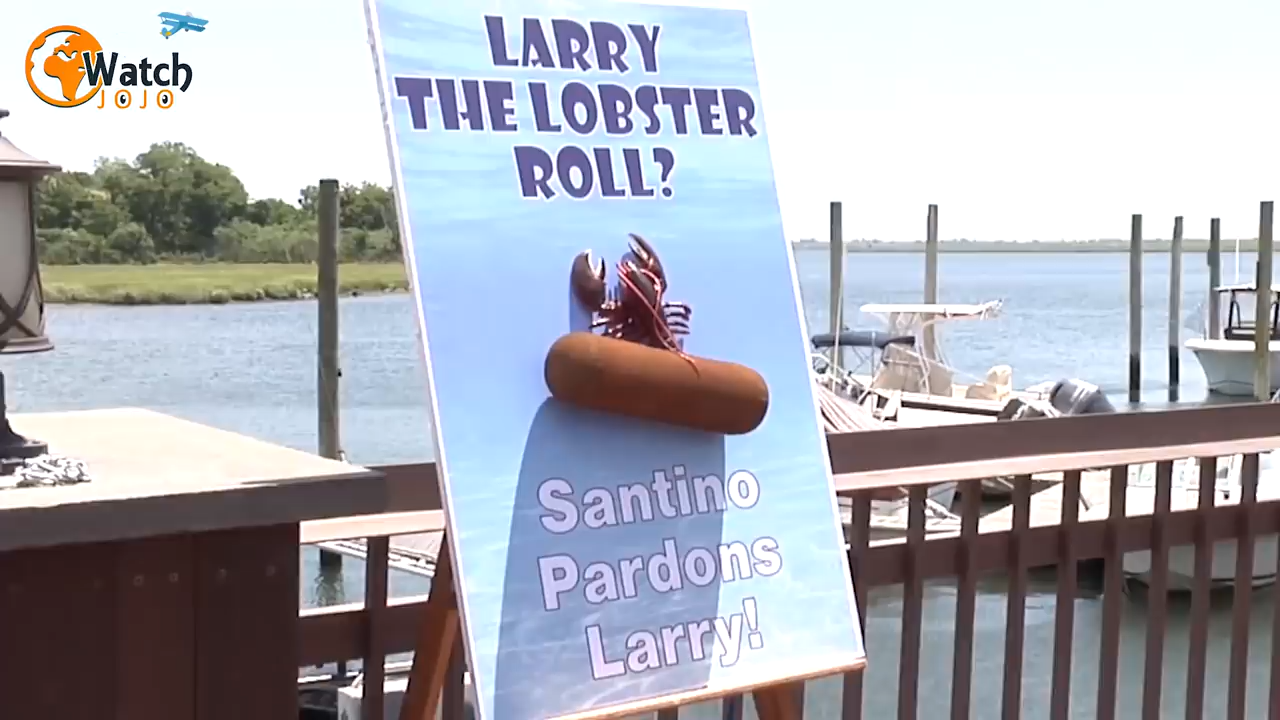 Watch
JOJO
LARRY
THE LOBSTER
ROLL?
Santino
Pardons
Larry!